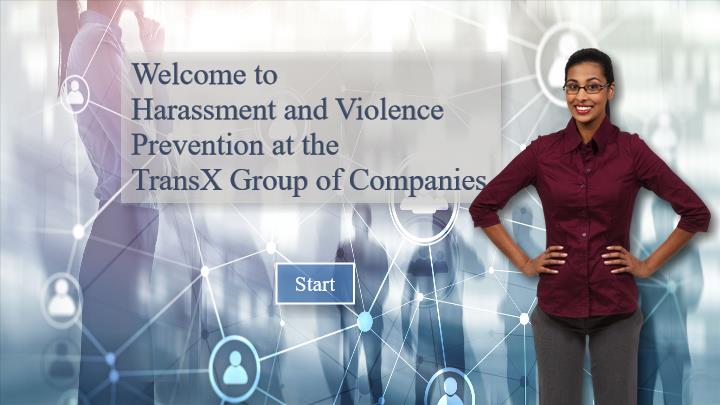 Welcome to
Harassment and Violence
Prevention at the
TransX Group of Companies
Start